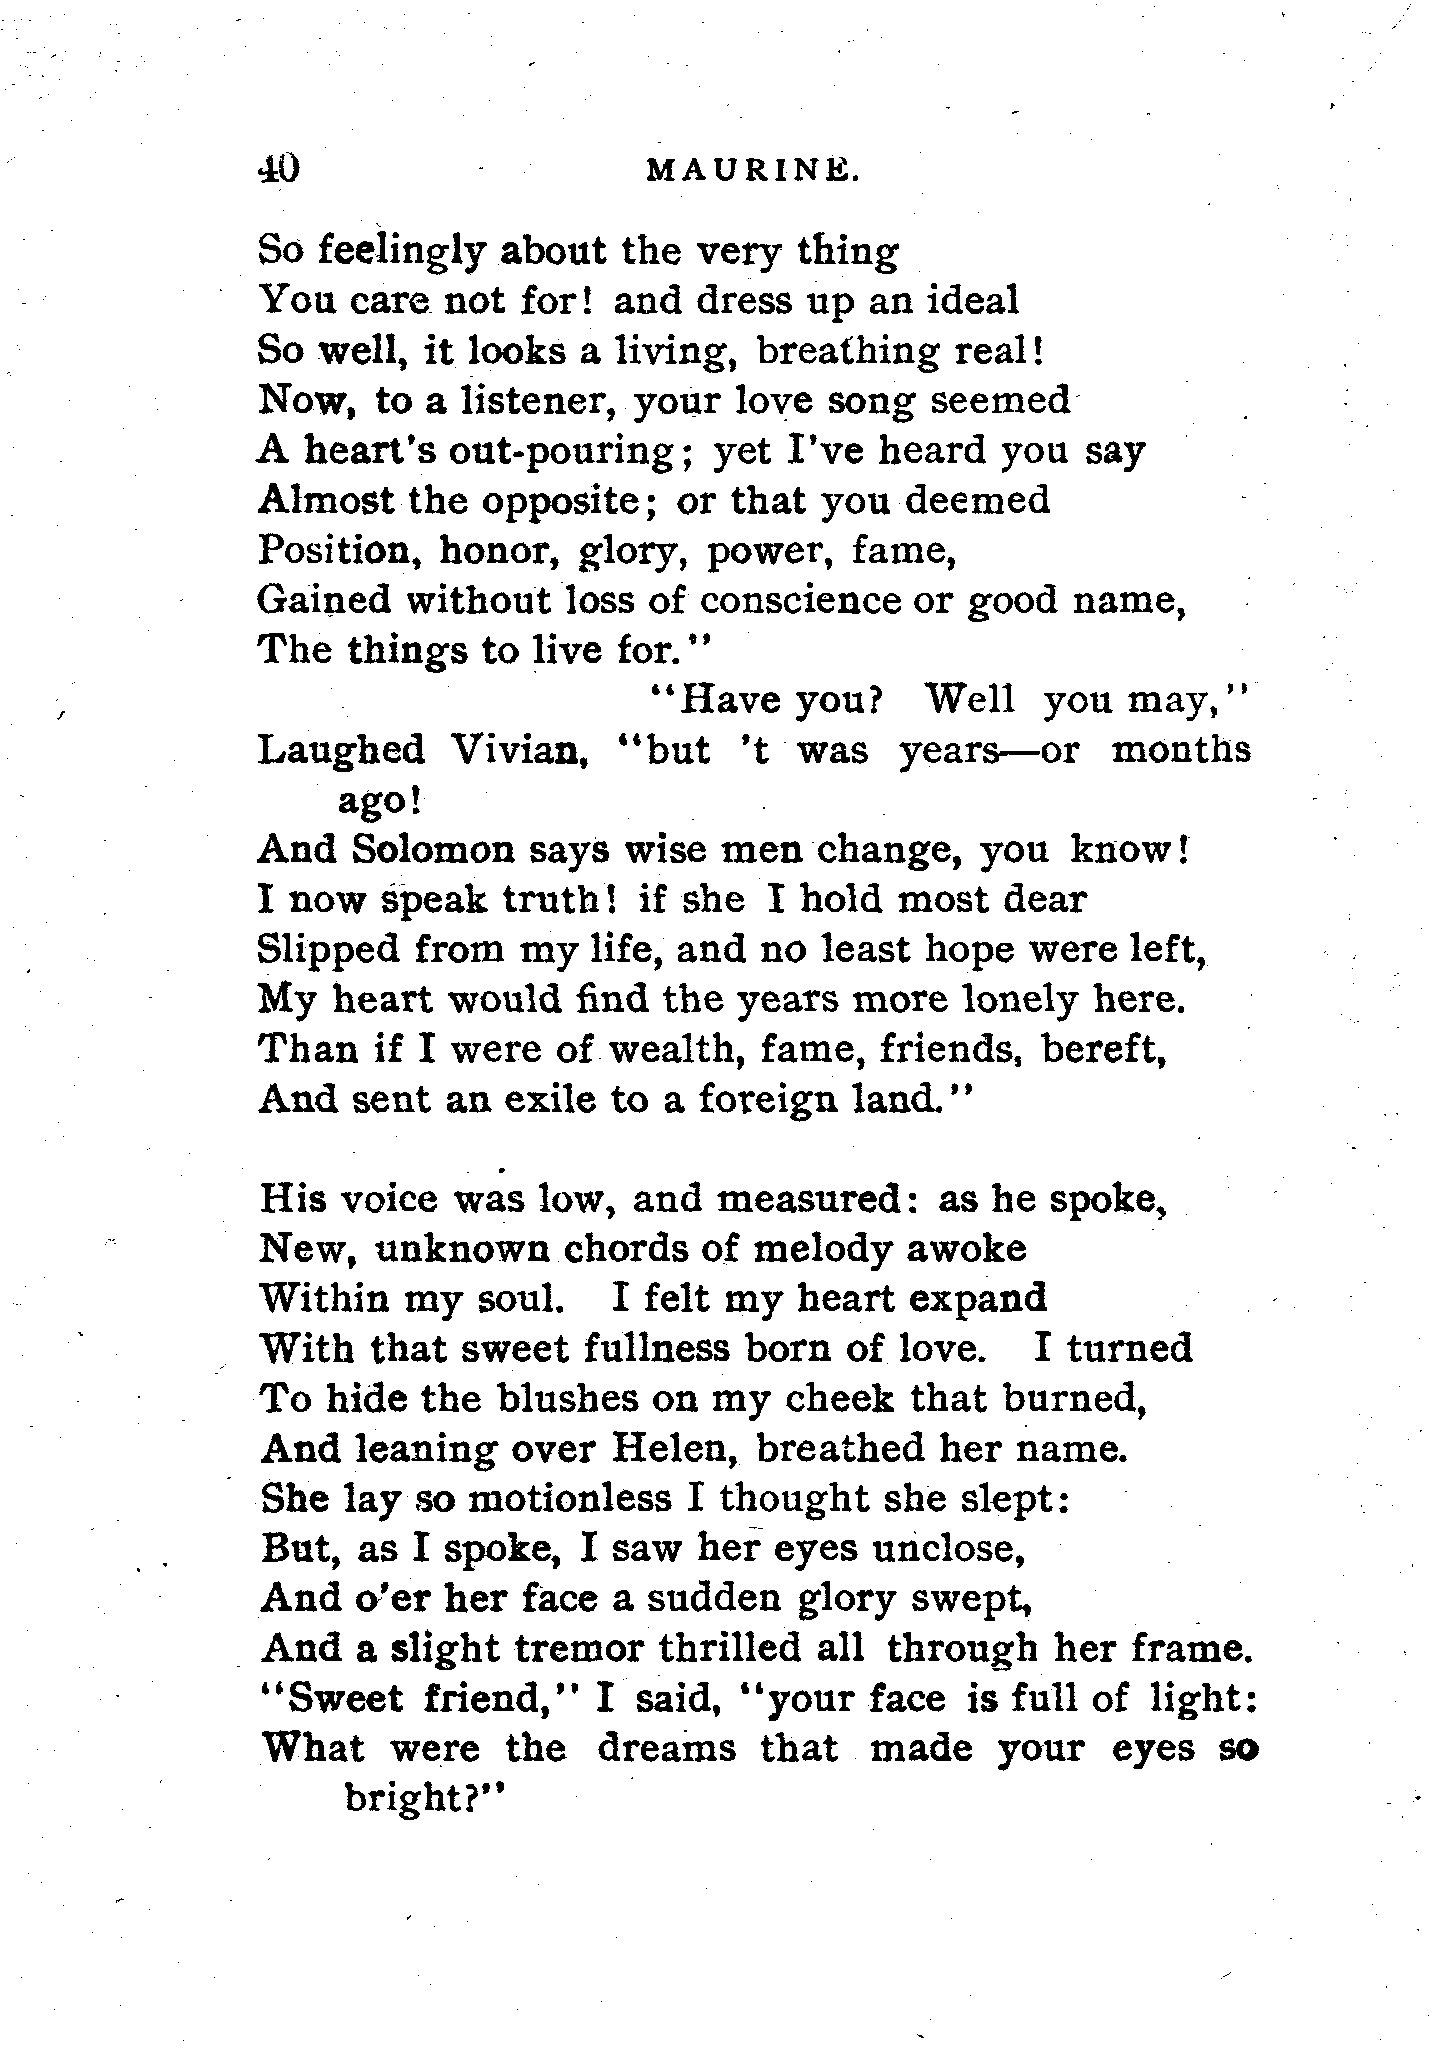 40 MAURINE.
So feelingly about the very thing
You care not for! and dress up an ideal
So well, it looks a living, breathing real!
Now, to a listener, your love song seemed
A heart's out-pouring; yet I've heard you say
Almost the opposite; or that you deemed
Position, honor, glory, power, fame,
Gained without loss of conscience or good name,
The things to live for."
"Have you? Well you may,"
Laughed Vivian, "but 't was years—or months
ago!
And Solomon says wise men change, you know!
I now speak truth! if she I hold most dear
Slipped from my life, and no least hope were left,
My heart would find the years more lonely here.
Than if I were of wealth, fame, friends, bereft,
And sent an exile to a foreign land."
His voice was low, and measured: as he spoke,
New, unknown chords of melody awoke
Within my soul. I felt my heart expand
With that sweet fullness born of love. I turned
To hide the blushes on my cheek that burned,
And leaning over Helen, breathed her name.
She lay so motionless I thought she slept:
But, as I spoke, I saw her eyes unclose,
And o'er her face a sudden glory swept,
And a slight tremor thrilled all through her frame.
"Sweet friend," I said, "your face is full of light:
What were the dreams that made your eyes so
bright?"